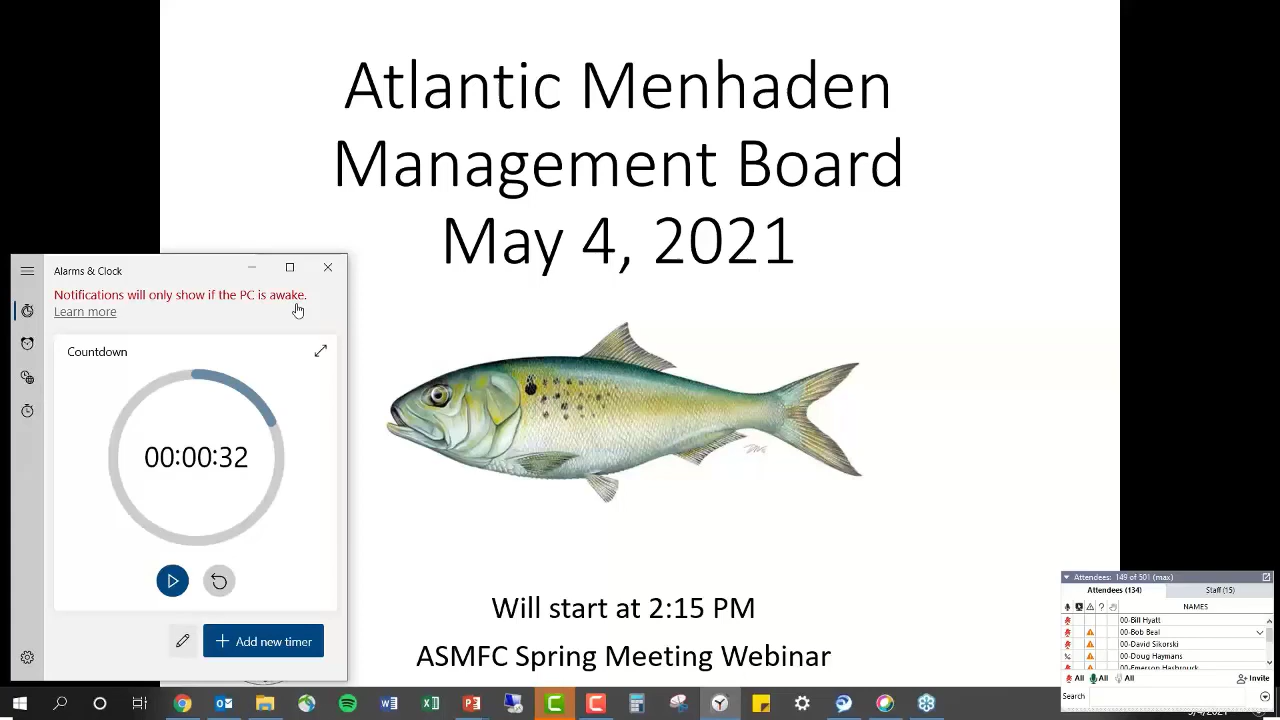 Atlantic Menhaden
Management Board
May 4, 2021
Alarms & Clock
Notifications will only show if the PC is awake.
Learn more
Countdown
00:00:32
Add new timer
Will start at 2:15 PM
ASMFC Spring Meeting Webinar
Attendees: 149 of 501 (max)
Attendees (134)
Staff (15)
NAMES
00-Bill Hyatt
00-Bob Beal
00-David Sikorski
00-Doug Haymans
00-Emerson Hasbrouck
All
All
All
Invite
Search